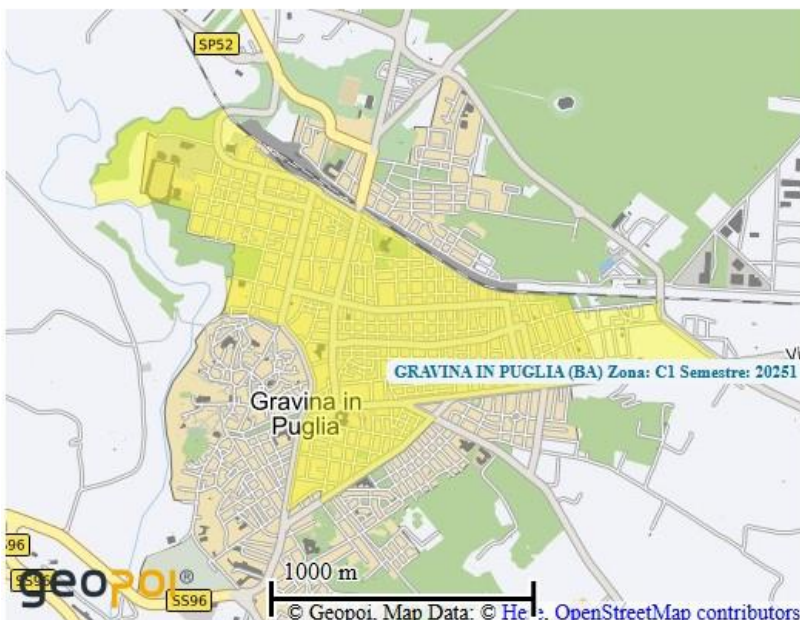 SP52
GRAVINA IN PUGLIA (BA) Zona: C1 Semestre: 20251
Gravina in
Puglia
96
SS96
geopoi ®
SS96
1000 m
© Geopoi, Map Data: © Here, OpenStreetMap contributors